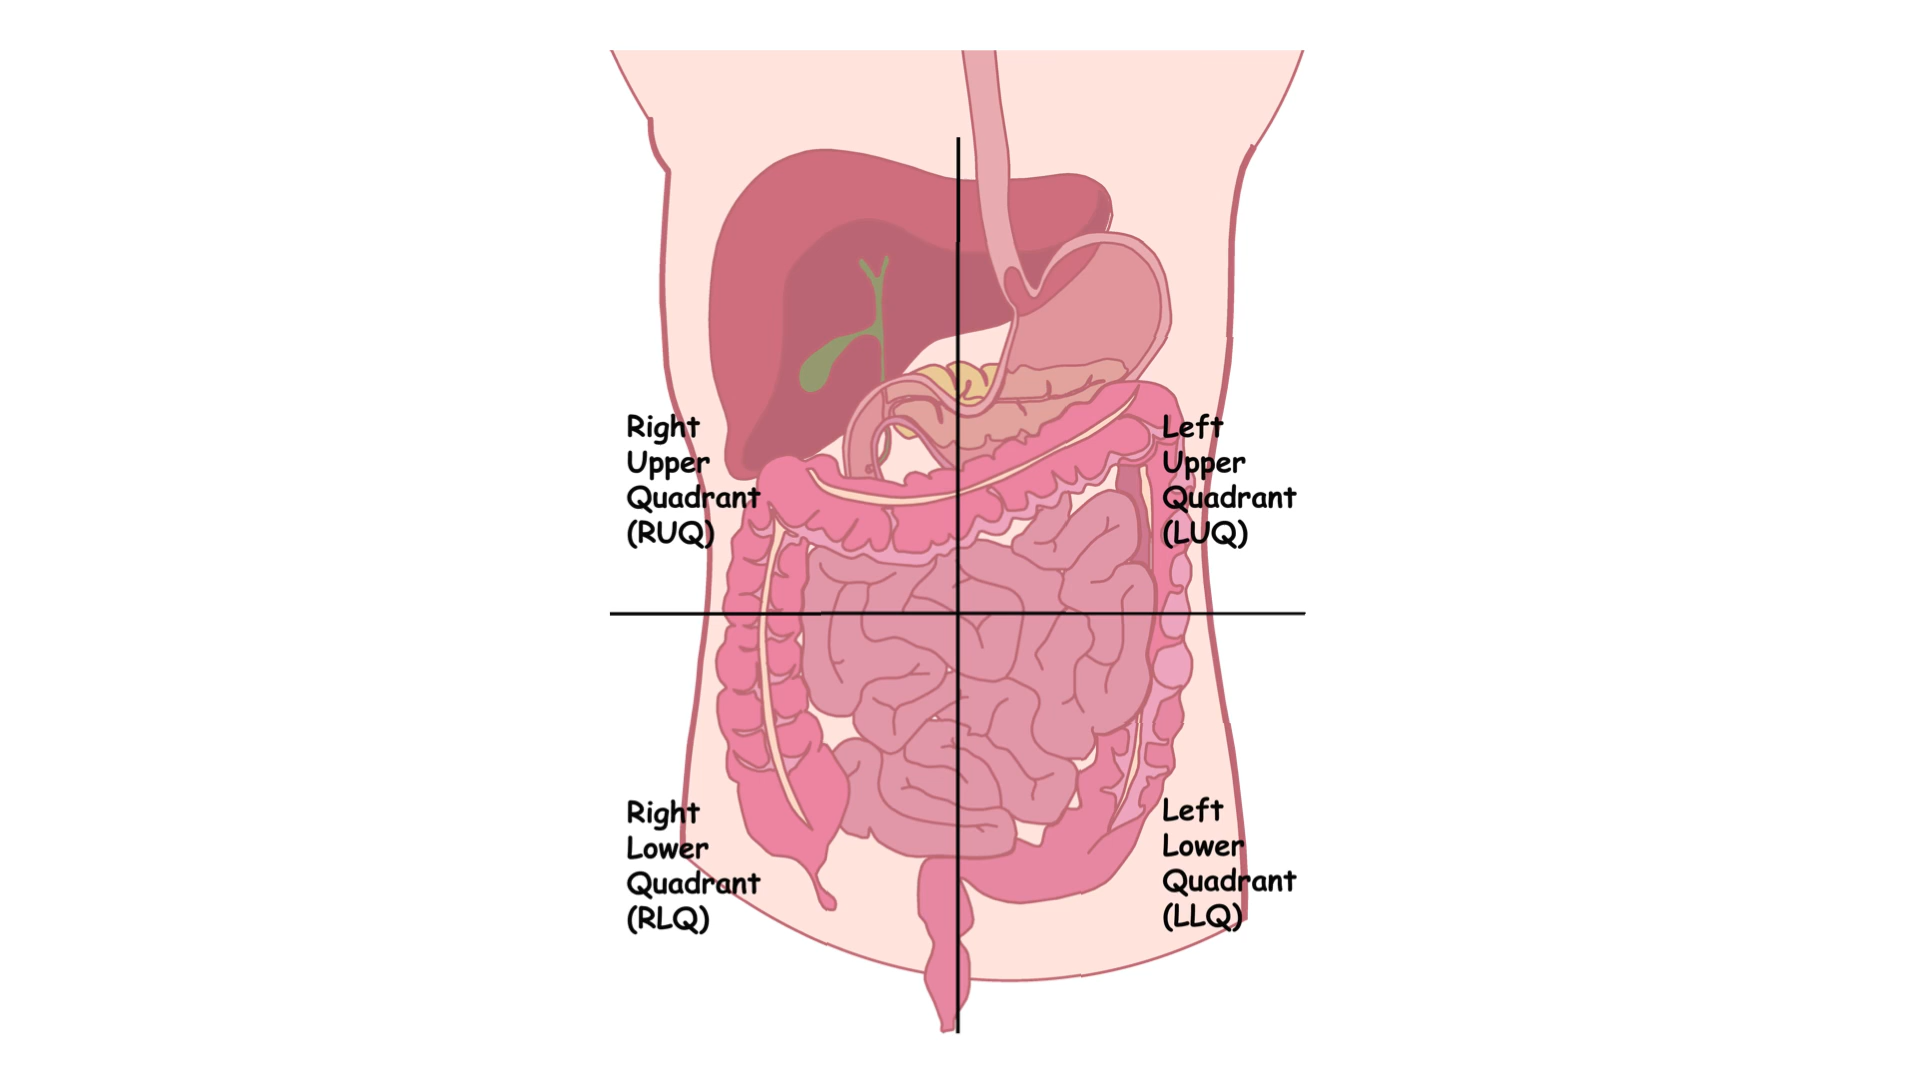 Right
Upper
Quadrant
(RUQ)
Left
Upper
Quadrant
(LUQ)
Right
Lower
Quadrant
(RLQ)
Left
Lower
Quadrant
(LLQ)